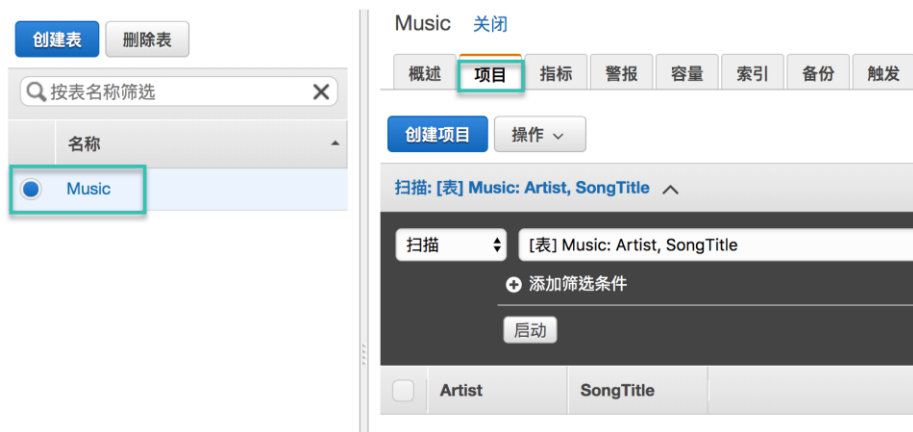 创建表 删除表
按表名称筛选
名称
Music
Music 关闭
概述 项目 指标 警报 容量 索引 备份 触发
创建项目 操作
扫描: [表] Music: Artist, SongTitle
扫描 [表] Music: Artist, SongTitle
添加筛选条件
启动
Artist SongTitle